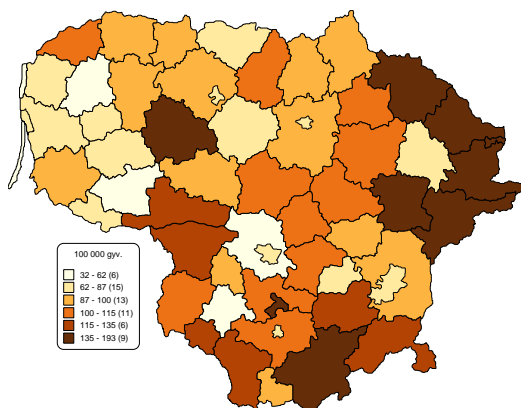 100 000 gyv.
32 - 62 (6)
62 - 87 (15)
87 - 100 (13)
100 - 115 (11)
115 - 135 (6)
135 - 193 (9)